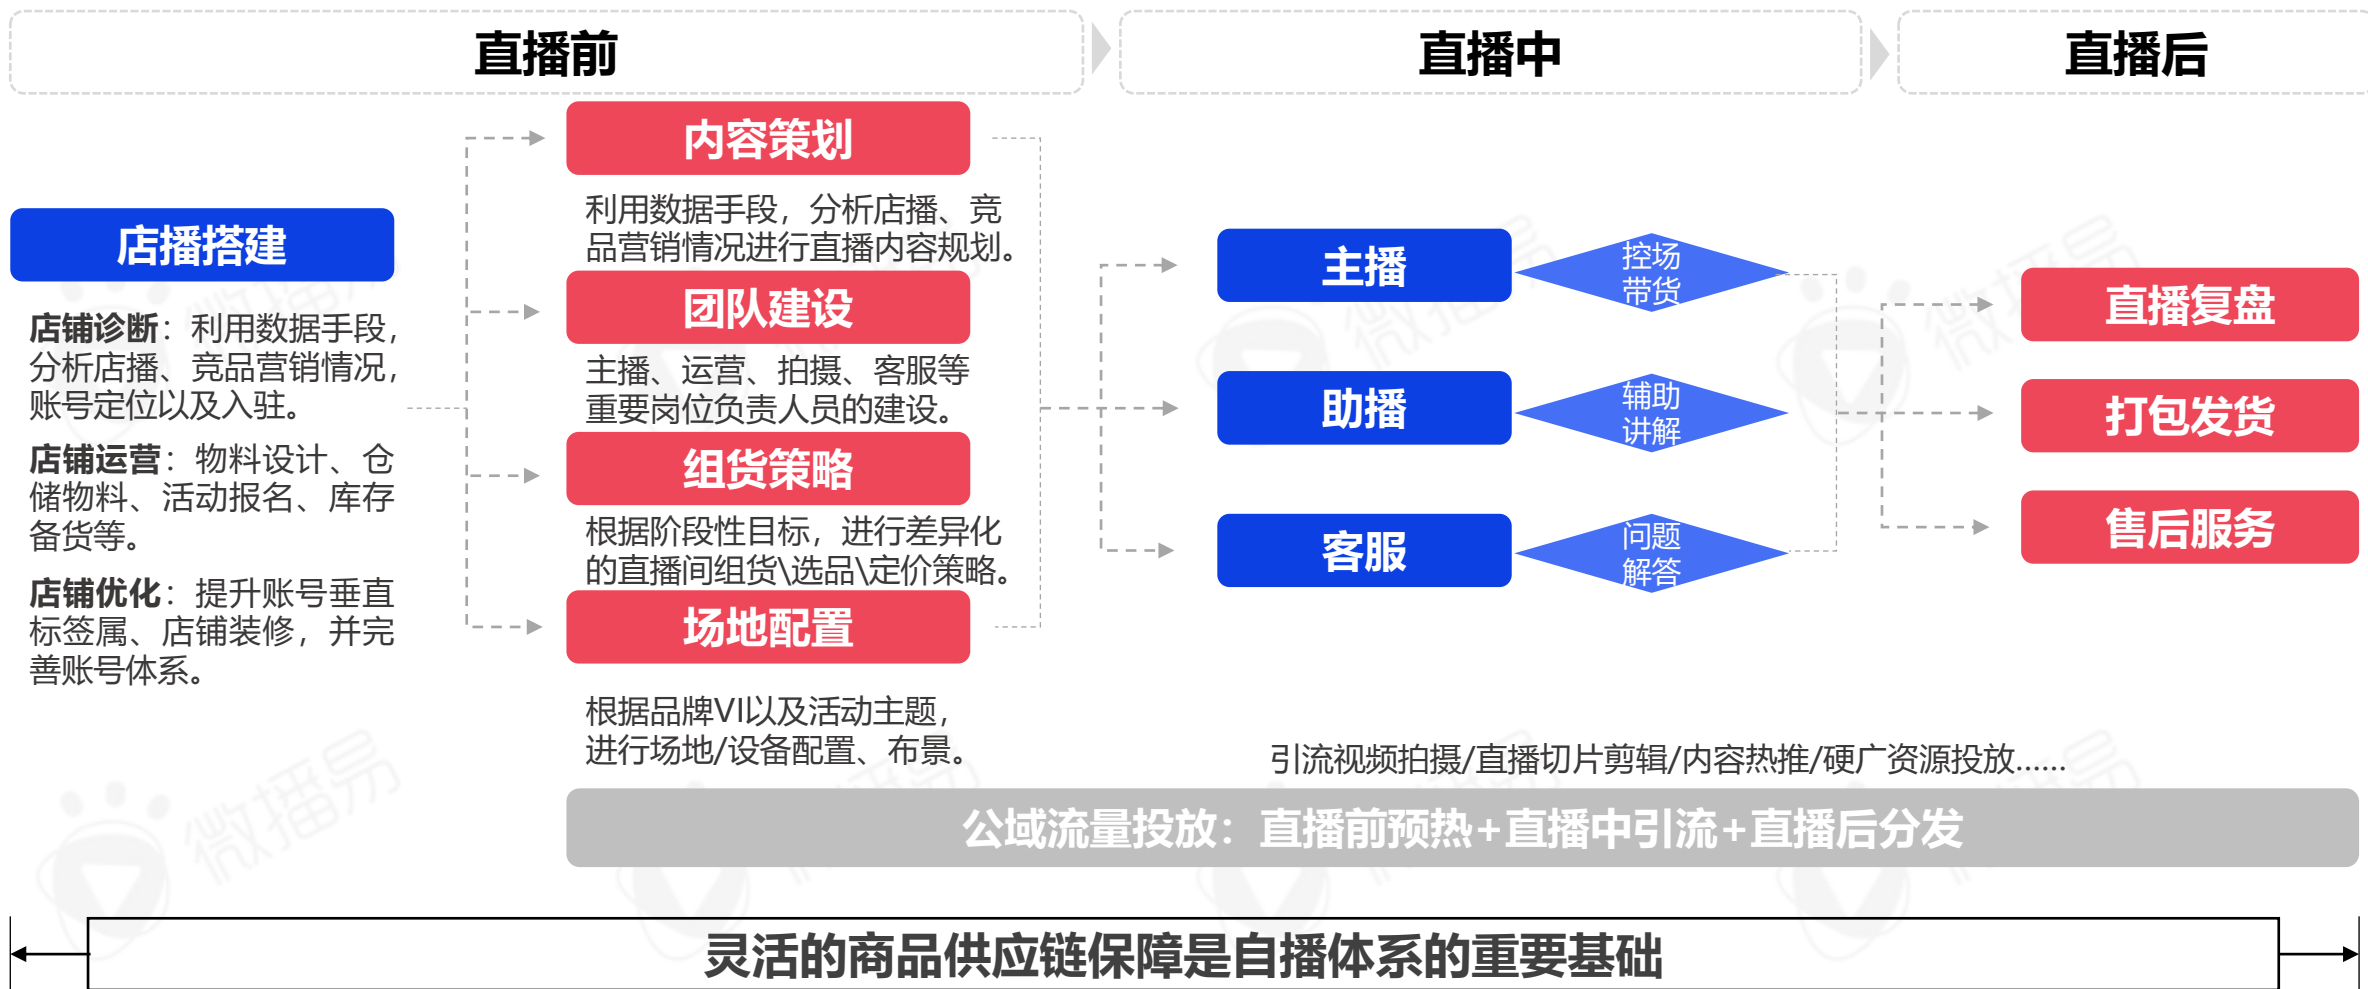 直播前
直播中
直播后
店播搭建
店铺诊断：利用数据手段，
分析店播、竞品营销情况，
账号定位以及入驻。
店铺运营：物料设计、仓
储物料、活动报名、库存
备货等。
店铺优化：提升账号垂直
标签属、店铺装修，并完
善账号体系。
内容策划
利用数据手段，分析店播、竞
品营销情况进行直播内容规划。
团队建设
主播、运营、拍摄、客服等
重要岗位负责人员的建设。
组货策略
根据阶段性目标，进行差异化
的直播间组货\选品\定价策略。
场地配置
根据品牌VI以及活动主题，
进行场地/设备配置、布景。
主播
控场
带货
助播
辅助
讲解
客服
问题
解答
直播复盘
打包发货
售后服务
引流视频拍摄/直播切片剪辑/内容热推/硬广资源投放......
公域流量投放：直播前预热+直播中引流+直播后分发
灵活的商品供应链保障是自播体系的重要基础
微播易
微播易
微播易
微播易